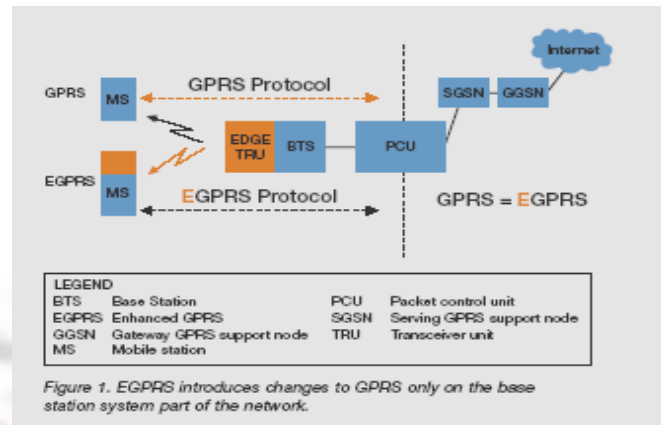 Internet
GPRS MS GPRS Protocol SGSN GGSN
EDGE TRU BTS PCU
EGPRS MS EGPRS Protocol GPRS = EGPRS
LEGEND
BTS Base Station PCU Packet control unit
EGPRS Enhanced GPRS SGSN Serving GPRS support node
GGSN Gateway GPRS support node TRU Transceiver unit
MS Mobile station
Figure 1. EGPRS introduces changes to GPRS only on the base
station system part of the network.